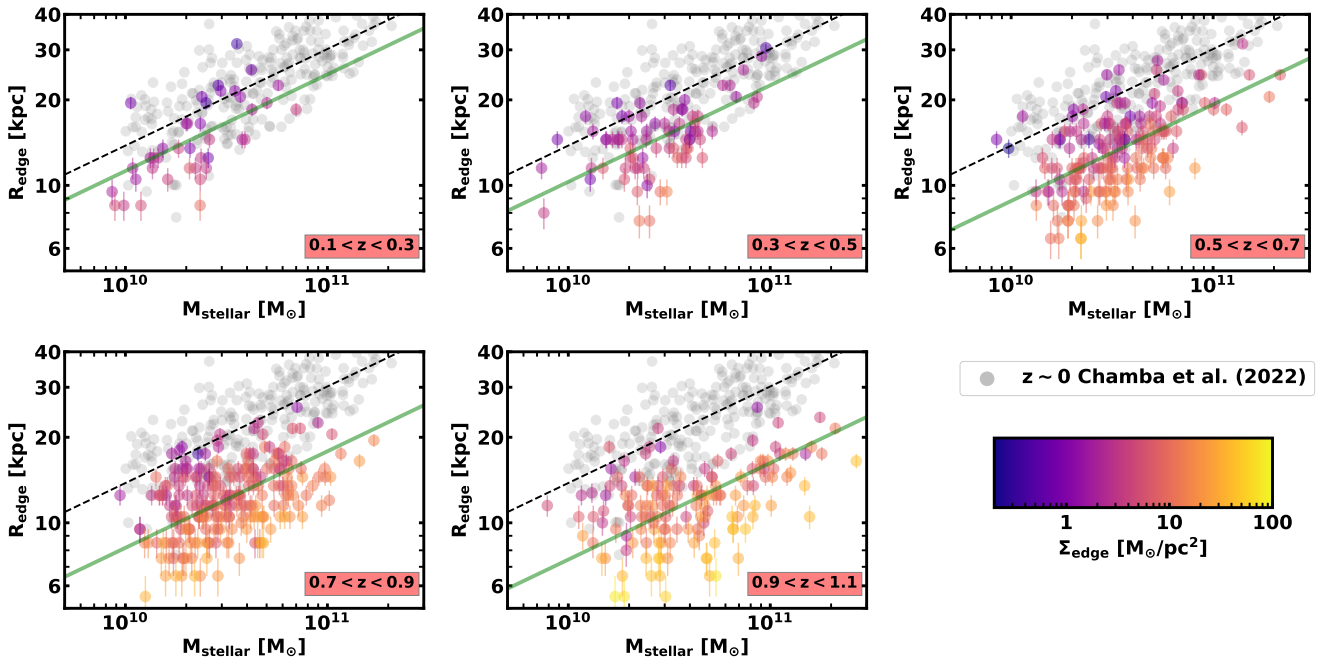 40
30
20
10
6
R_edge [kpc]
10^10 10^11
M_stellar [M_⊙]
0.1 < z < 0.3
40
30
20
10
6
R_edge [kpc]
10^10 10^11
M_stellar [M_⊙]
0.3 < z < 0.5
40
30
20
10
6
R_edge [kpc]
10^10 10^11
M_stellar [M_⊙]
0.5 < z < 0.7
40
30
20
10
6
R_edge [kpc]
10^10 10^11
M_stellar [M_⊙]
0.7 < z < 0.9
40
30
20
10
6
R_edge [kpc]
10^10 10^11
M_stellar [M_⊙]
0.9 < z < 1.1
z ~ 0 Chamba et al. (2022)
1 10 100
Σ_edge [M_⊙/pc^2]